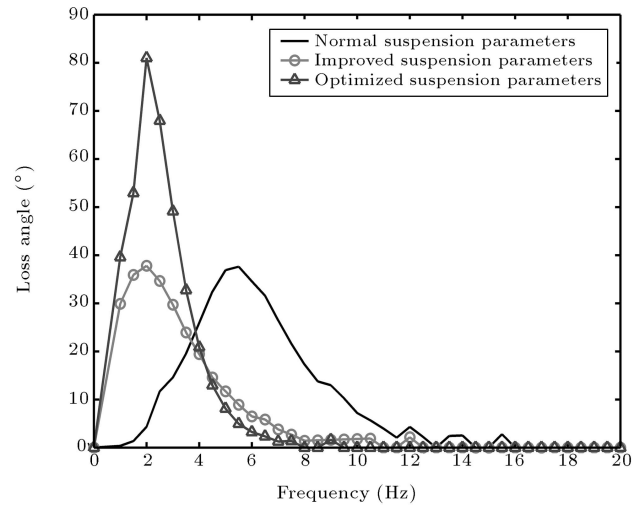 90
80
70
60
50
40
30
20
10
0
Loss angle (°)
Normal suspension parameters
Improved suspension parameters
Optimized suspension parameters
0 2 4 6 8 10 12 14 16 18 20
Frequency (Hz)